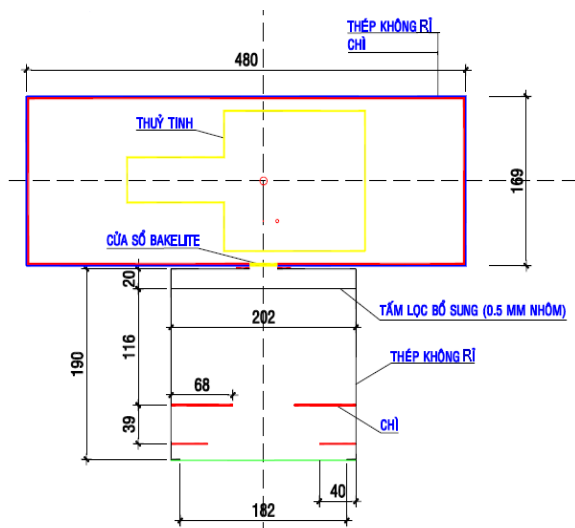 THÉP KHÔNG RỈ
CHÌ
480
THUỶ TINH
169
CỬA SỔ BAKELITE
20
TẤM LỌC BỔ SUNG (0.5 MM NHÔM)
202
116
190
THÉP KHÔNG RỈ
68
CHÌ
39
40
182